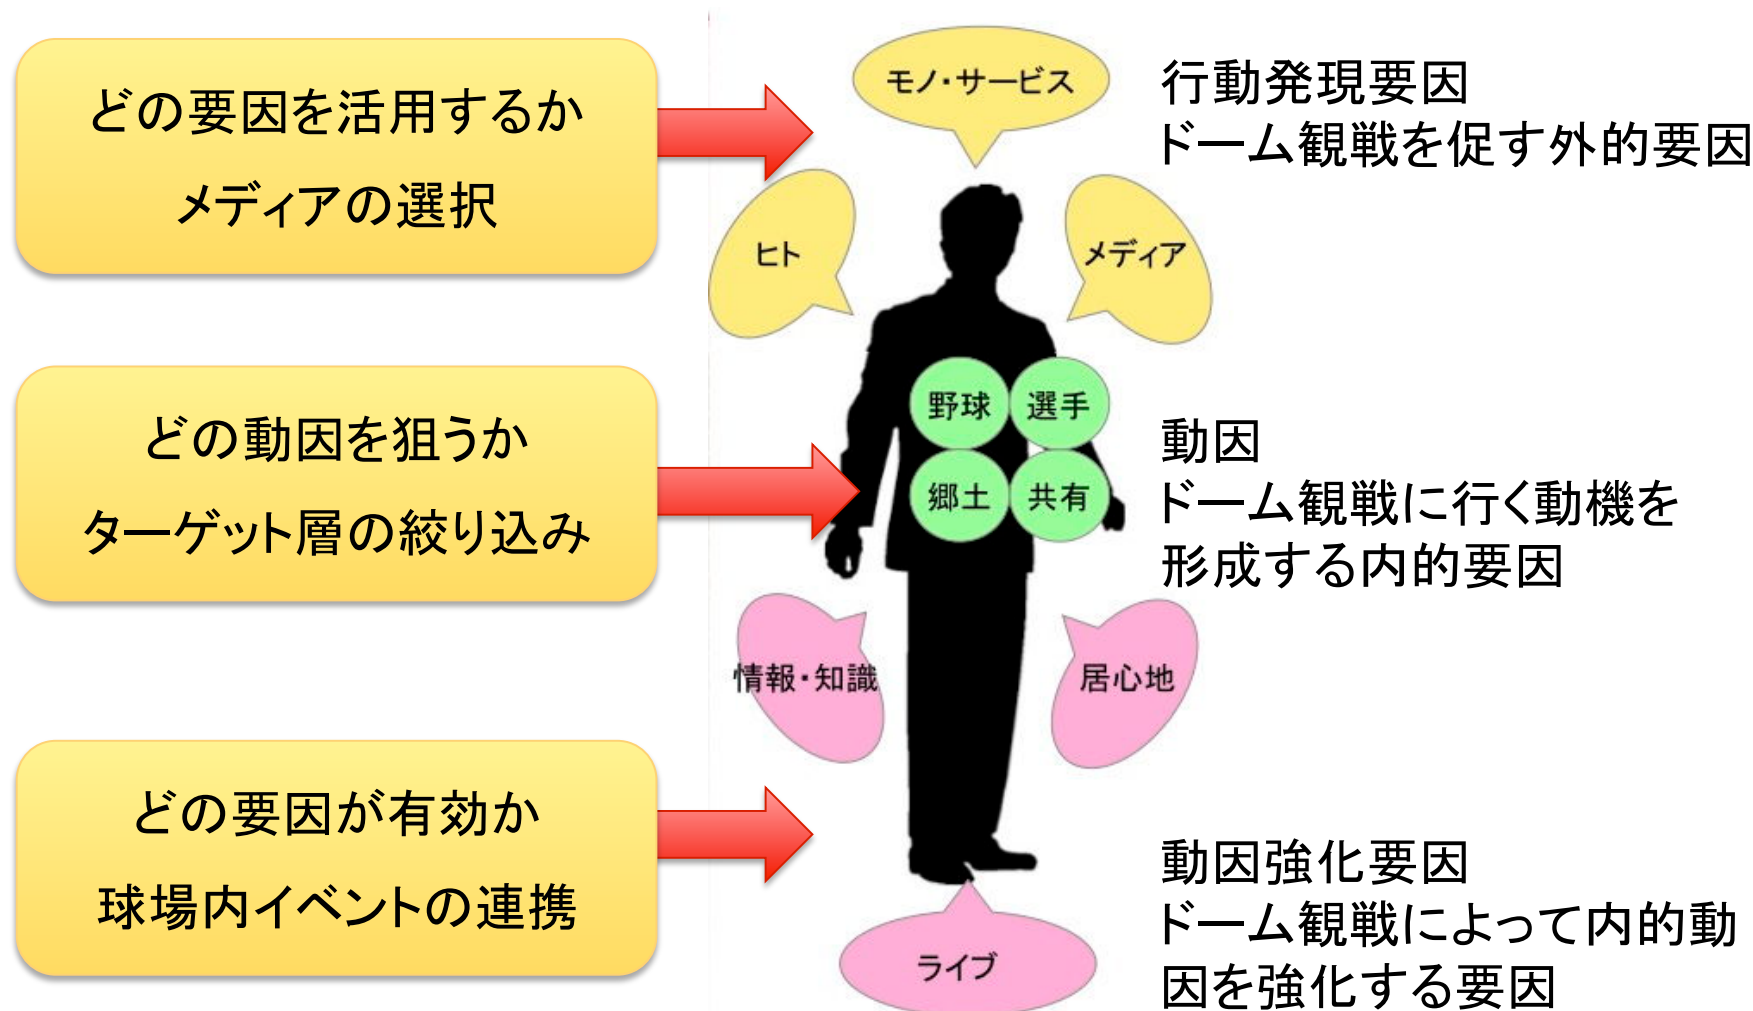 どの要因を活用するか
メディアの選択
モノ・サービス
ヒト
メディア
行動発現要因
ドーム観戦を促す外的要因
どの動因を狙うか
ターゲット層の絞り込み
野球
選手
郷土
共有
動因
ドーム観戦に行く動機を
形成する内的要因
情報・知識
居心地
どの要因が有効か
球場内イベントの連携
ライブ
動因強化要因
ドーム観戦によって内的動
因を強化する要因